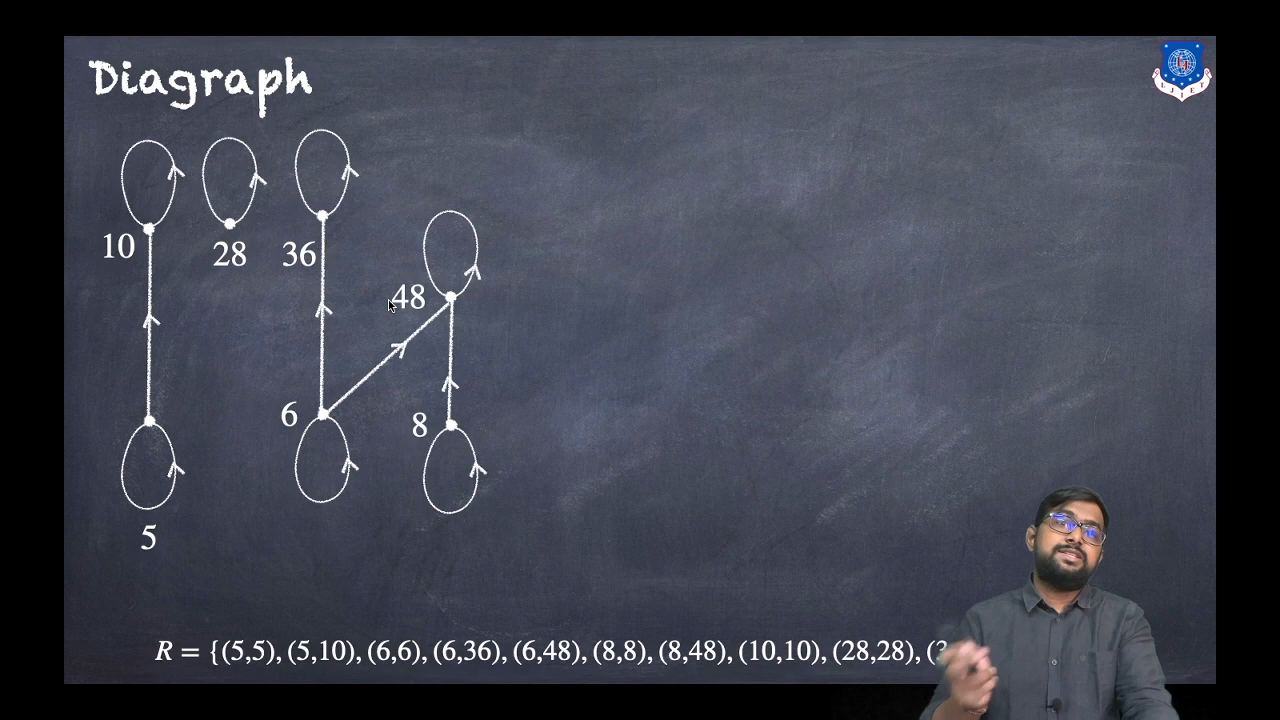 Diagraph
10 28 36
48
6 8
5
R = {(5,5), (5,10), (6,6), (6,36), (6,48), (8,8), (8,48), (10,10), (28,28), (3